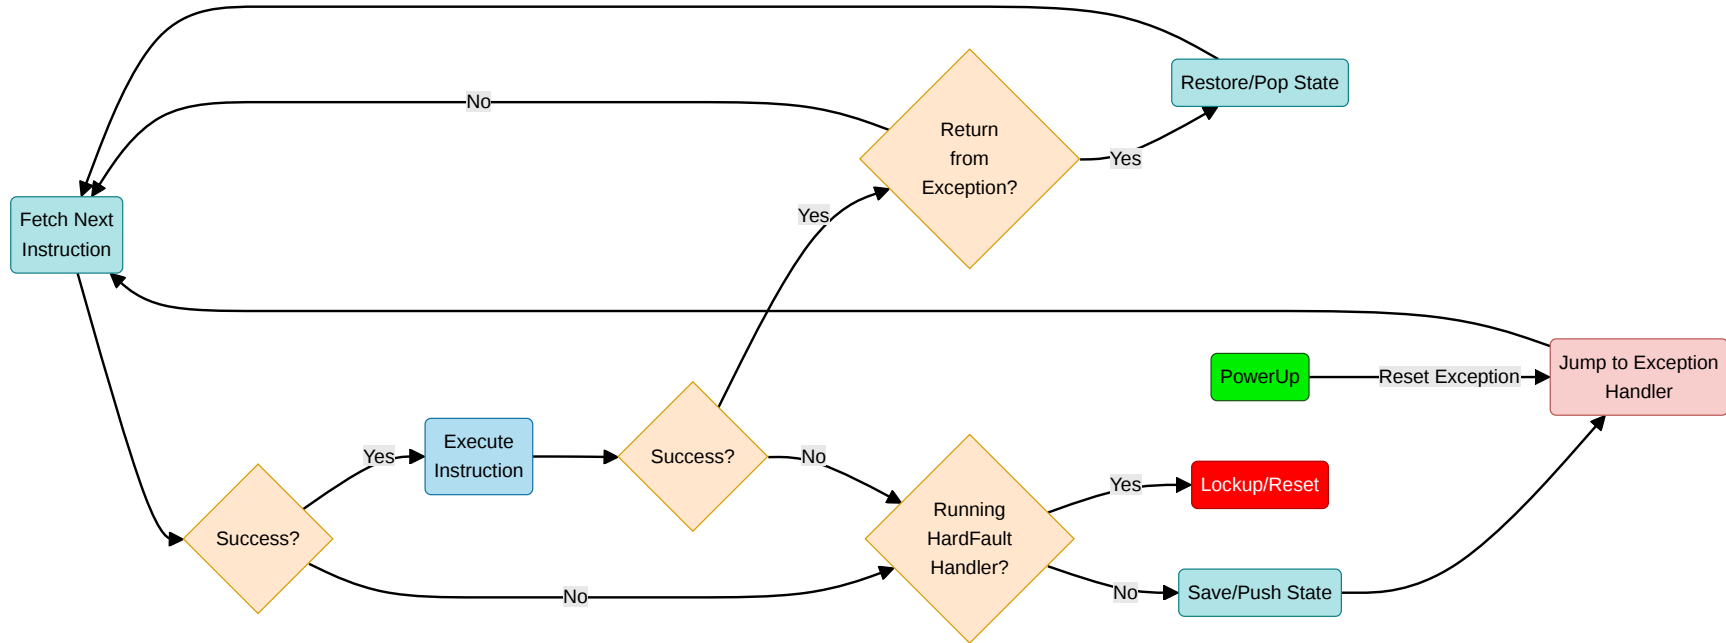 Restore/Pop State
No
Return
from
Exception?
Yes
Yes
Fetch Next
Instruction
PowerUp
Reset Exception
Jump to Exception
Handler
Yes
Execute
Instruction
Success?
No
Success?
Running
HardFault
Handler?
Yes
Lockup/Reset
No
No
Save/Push State